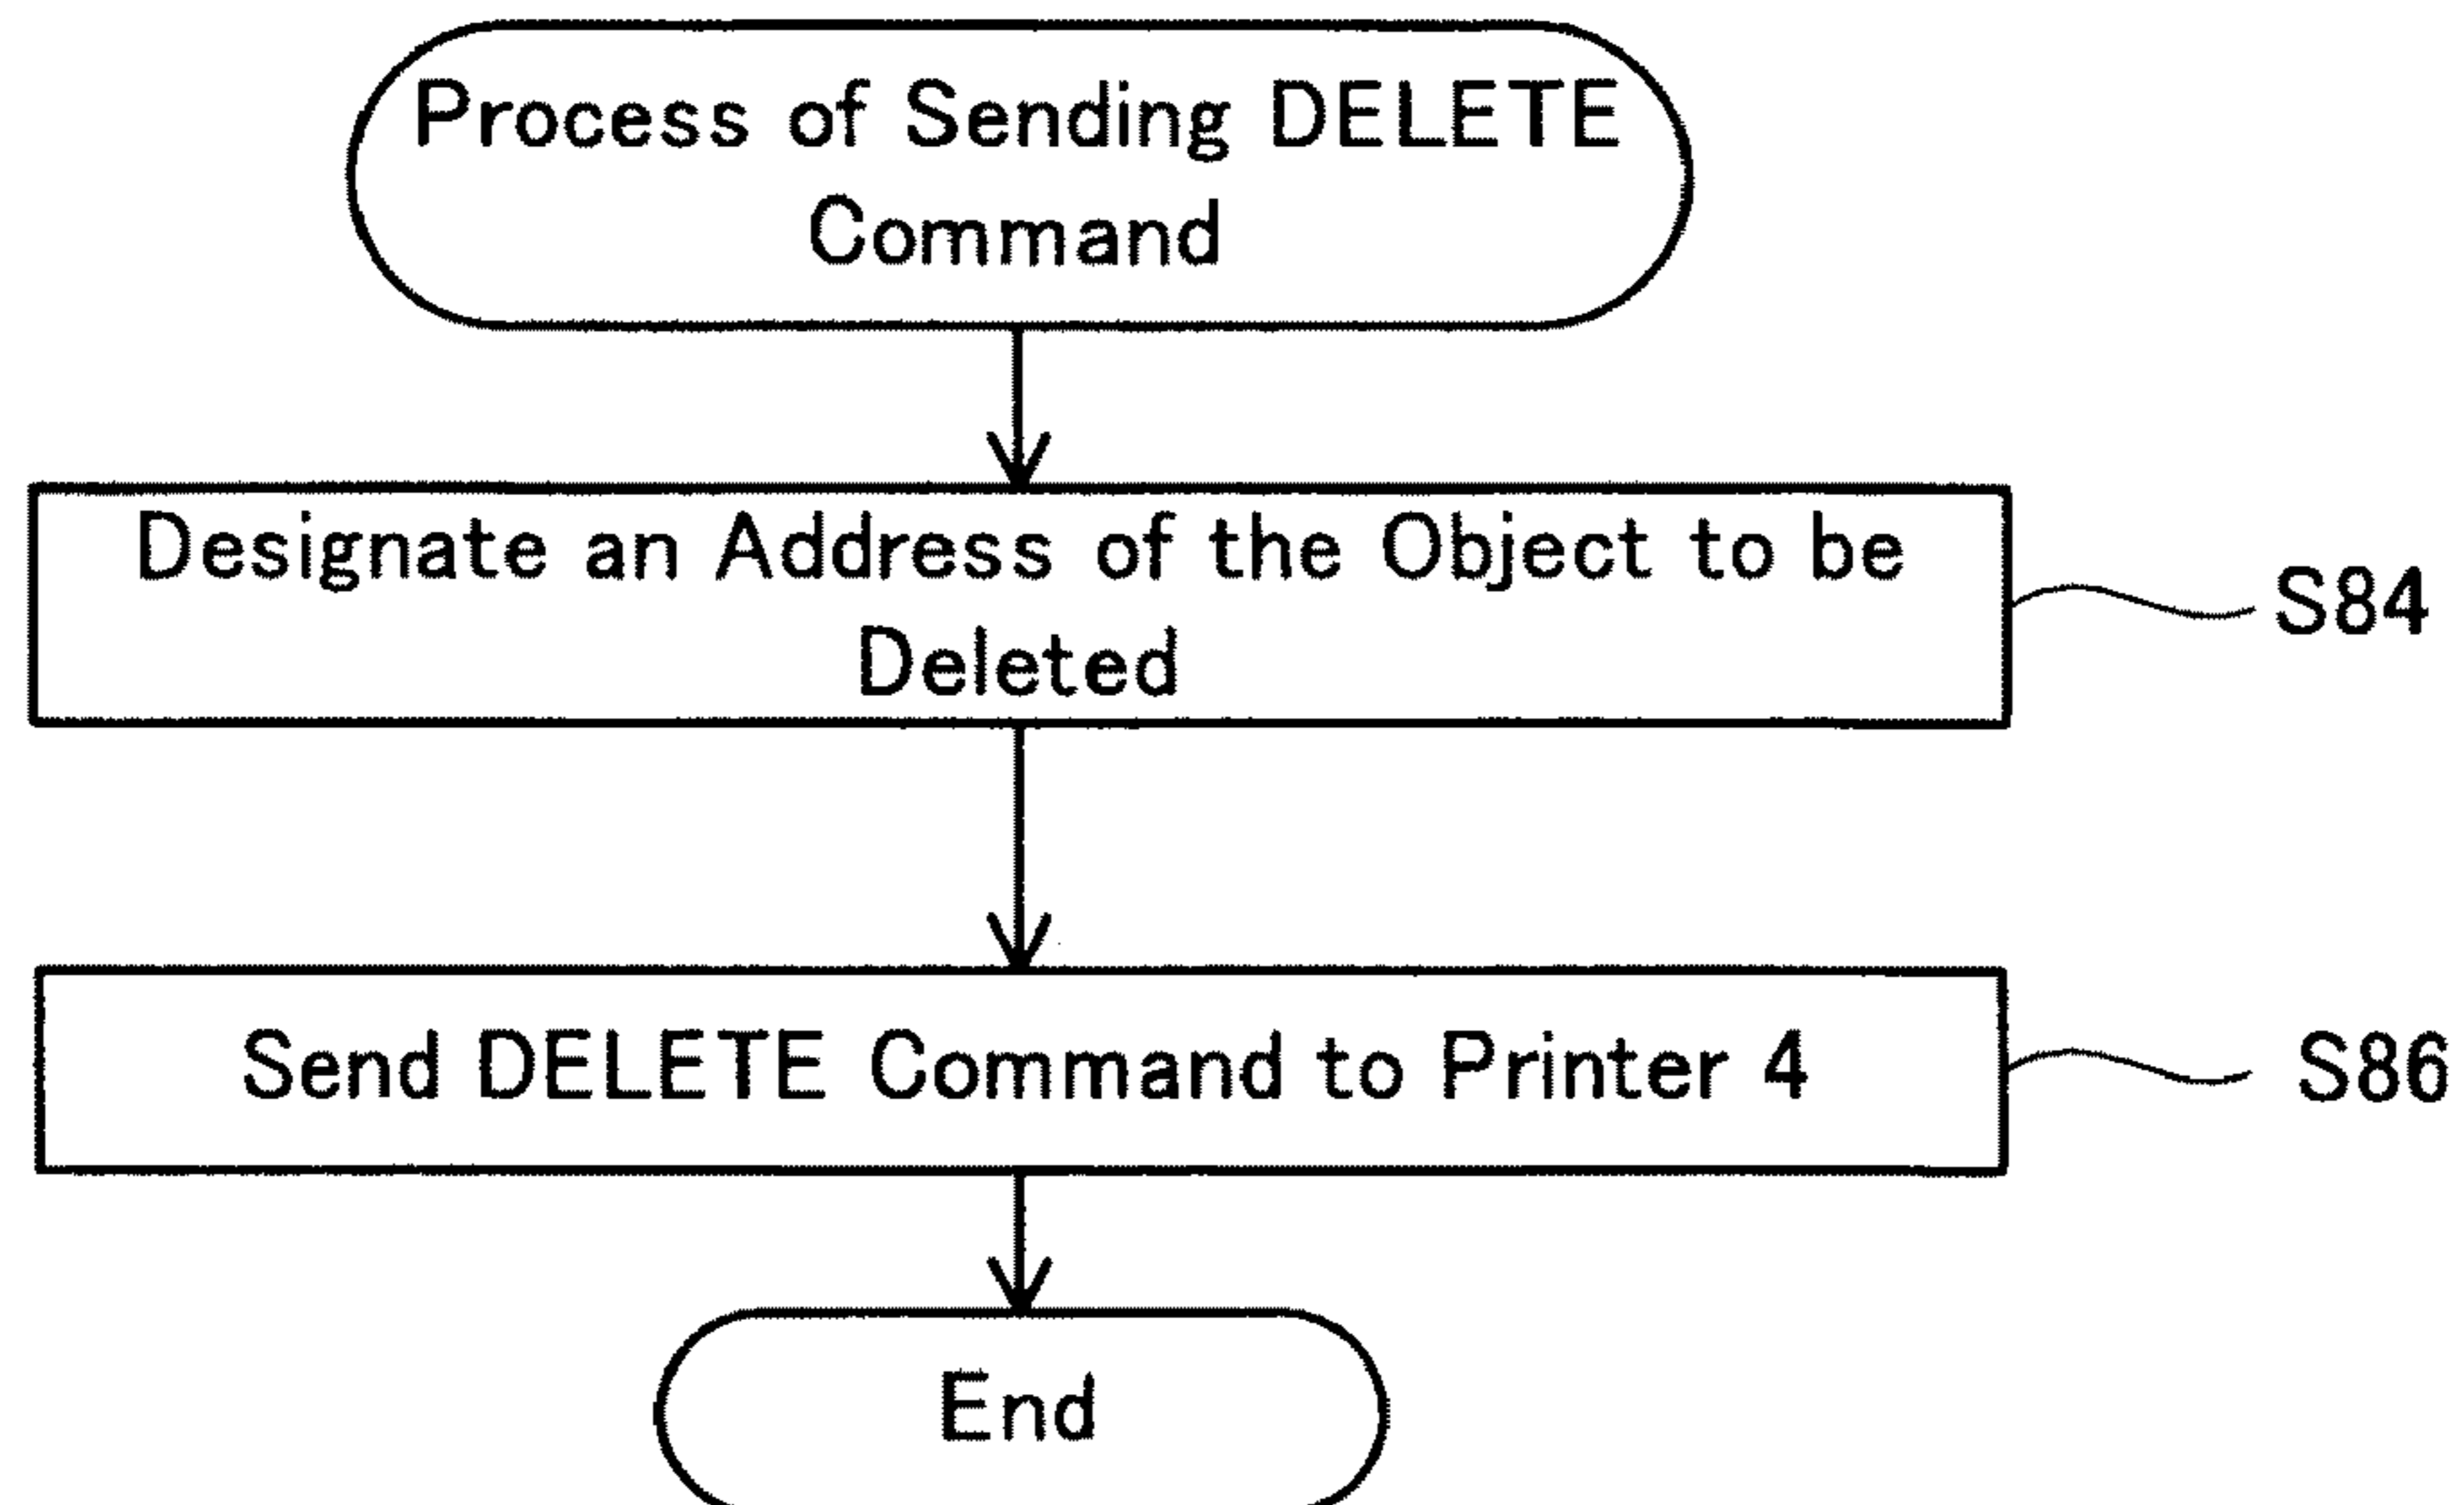 Process of Sending DELETE
Command
Designate an Address of the Object to be
Deleted
S84
Send DELETE Command to Printer 4
S86
End